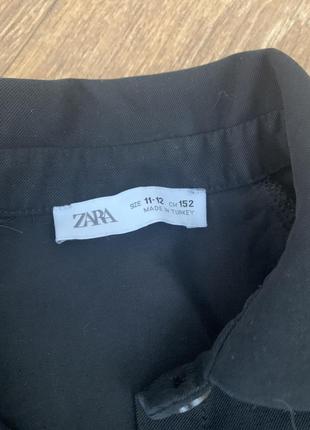 ZARA
SIZE 11-12 CM 152
MADE IN TURKEY